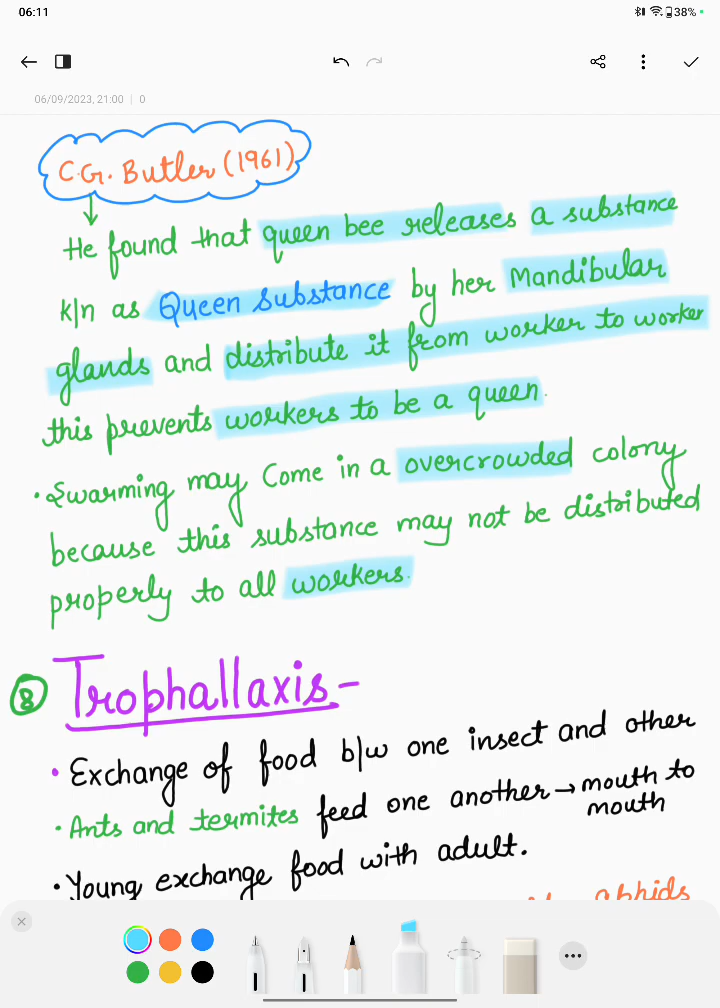 06:11
38%
06/09/2023, 21:00 | 0
C.G. Butler (1961)
He found that queen bee releases a substance
k/n as Queen Substance by her Mandibular
glands and distribute it from worker to worker
this prevents workers to be a queen.
• Swarming may Come in a overcrowded colony
because this substance may not be distributed
properly to all workers.
8 Trophallaxis-
• Exchange of food b/w one insect and other
• Ants and termites feed one another → mouth to
mouth
• Young exchange food with adult.
aphids